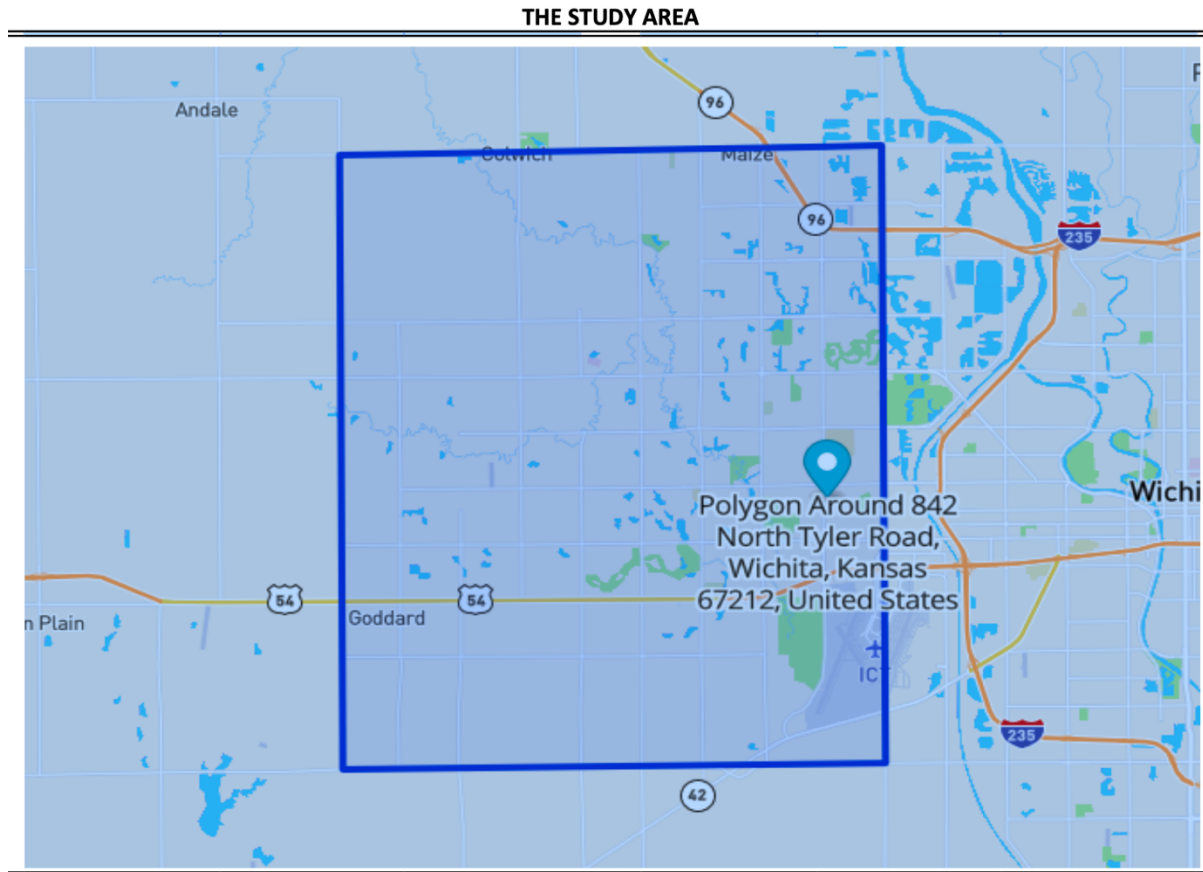 THE STUDY AREA
96
Andale
Colwich
Maize
96
235
Wichi
Polygon Around 842
North Tyler Road,
Wichita, Kansas
67212, United States
54
54
Goddard
n Plain
ICT
235
42